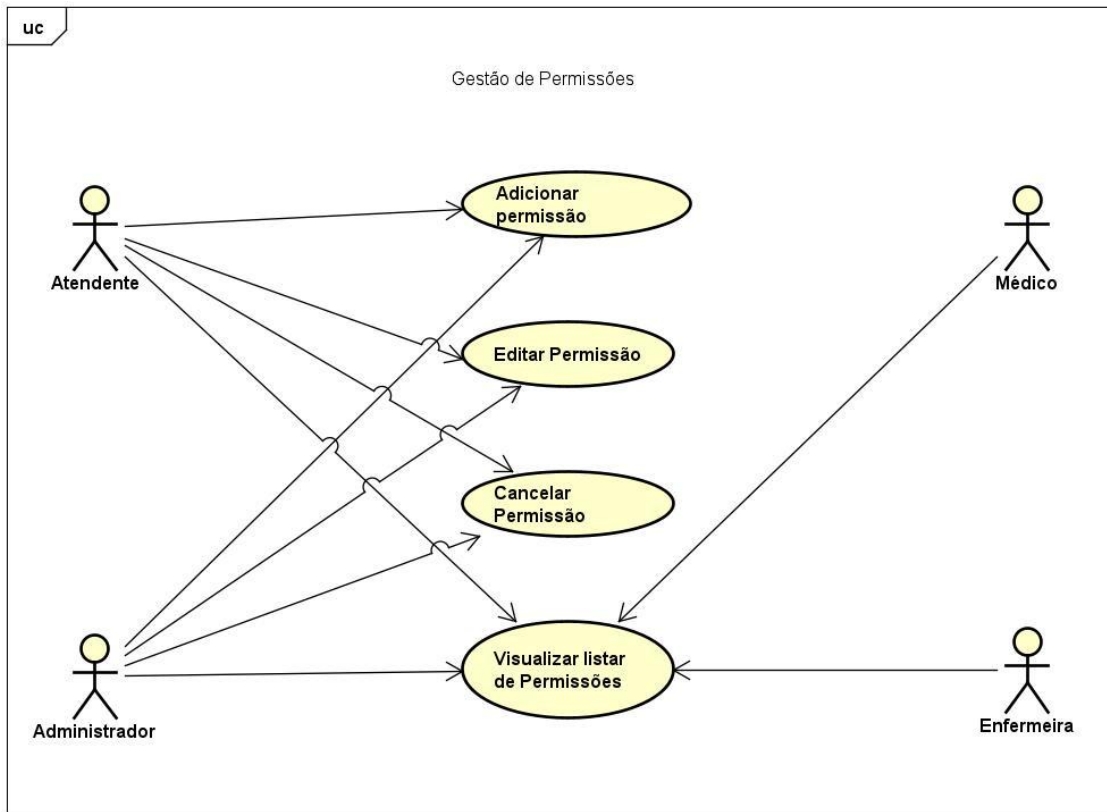 uc
Gestão de Permissões
Adicionar
permissão
Atendente
Médico
Editar Permissão
Cancelar
Permissão
Visualizar listar
de Permissões
Administrador
Enfermeira